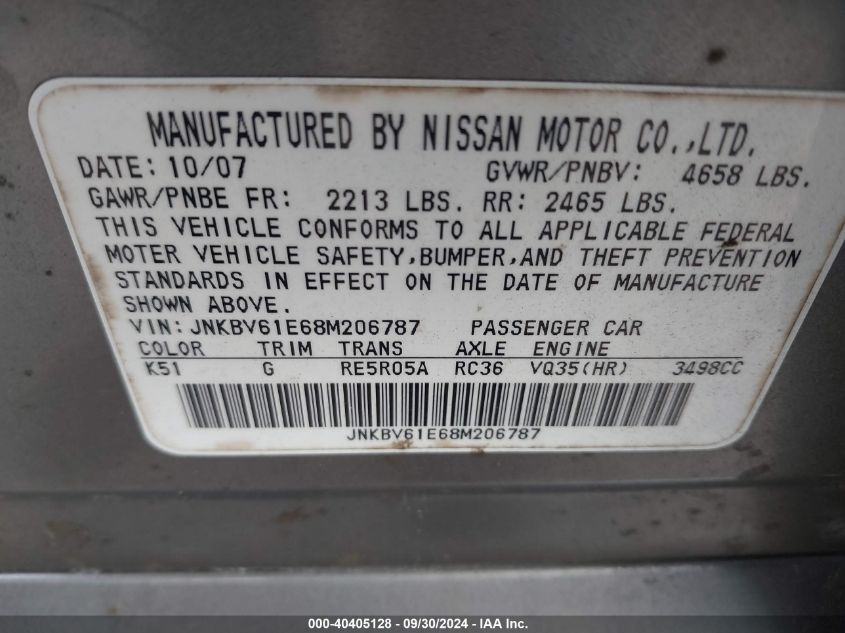 MANUFACTURED BY NISSAN MOTOR CO.,LTD.
DATE: 10/07 GVWR/PNBV: 4658 LBS.
GAWR/PNBE FR: 2213 LBS. RR: 2465 LBS.
THIS VEHICLE CONFORMS TO ALL APPLICABLE FEDERAL
MOTER VEHICLE SAFETY,BUMPER,AND THEFT PREVENTION
STANDARDS IN EFFECT ON THE DATE OF MANUFACTURE
SHOWN ABOVE.
VIN: JNKBV61E68M206787 PASSENGER CAR
COLOR TRIM TRANS AXLE ENGINE
K51 G RE5R05A RC36 VQ35(HR) 3498CC
JNKBV61E68M206787
000-40405128 - 09/30/2024 - IAA Inc.